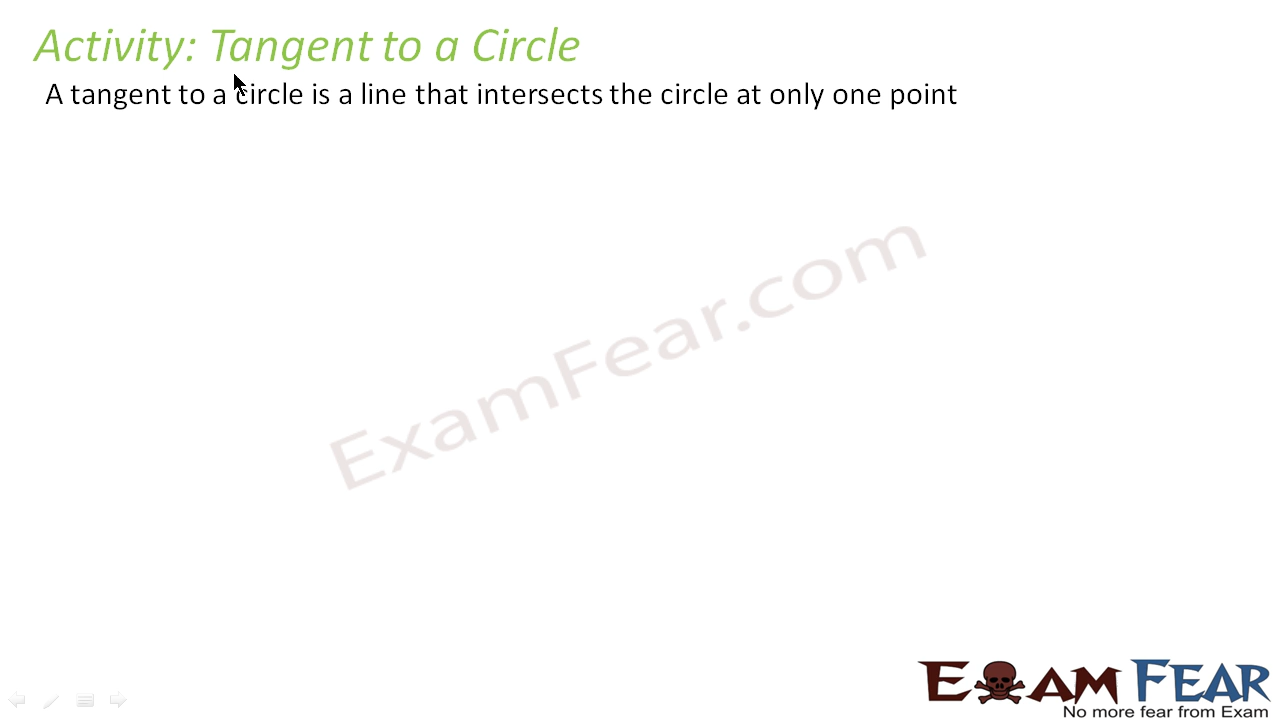 Activity: Tangent to a Circle
A tangent to a circle is a line that intersects the circle at only one point
ExamFear.com
EXAM FEAR
No more fear from Exam